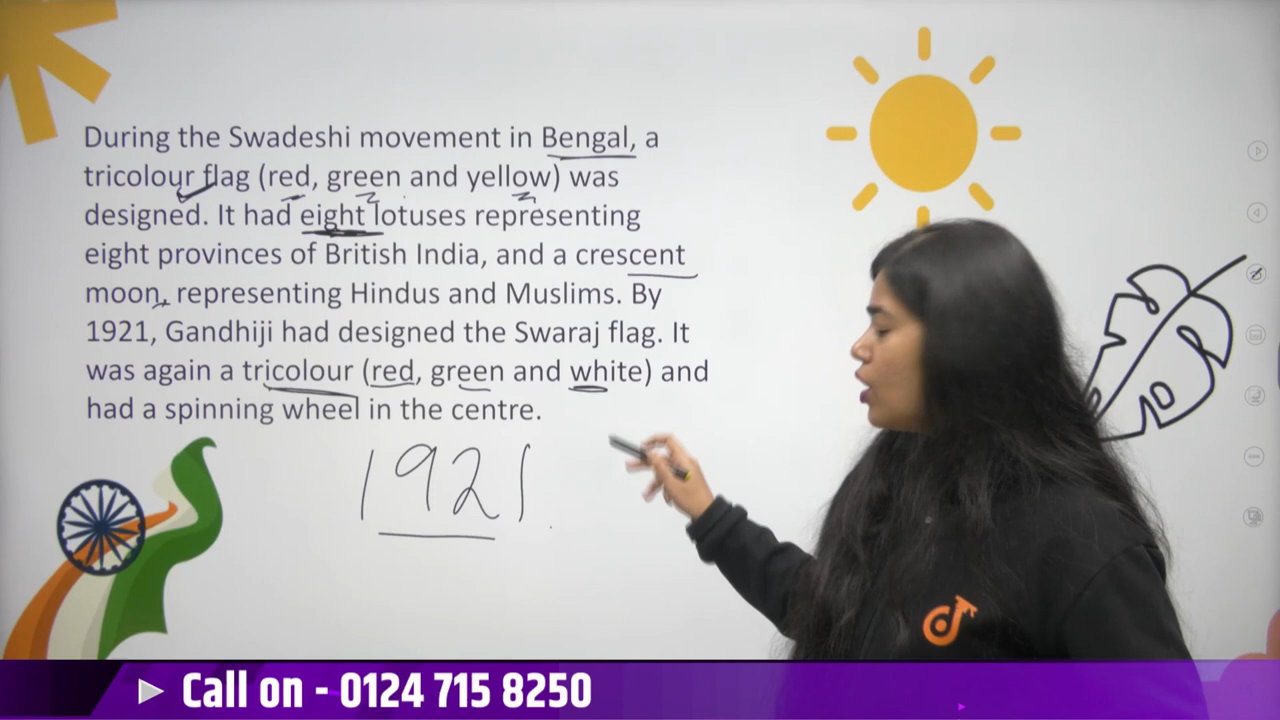 During the Swadeshi movement in Bengal, a
tricolour flag (red, green and yellow) was
designed. It had eight lotuses representing
eight provinces of British India, and a crescent
moon, representing Hindus and Muslims. By
1921, Gandhiji had designed the Swaraj flag. It
was again a tricolour (red, green and white) and
had a spinning wheel in the centre.
1921
Call on - 0124 715 8250